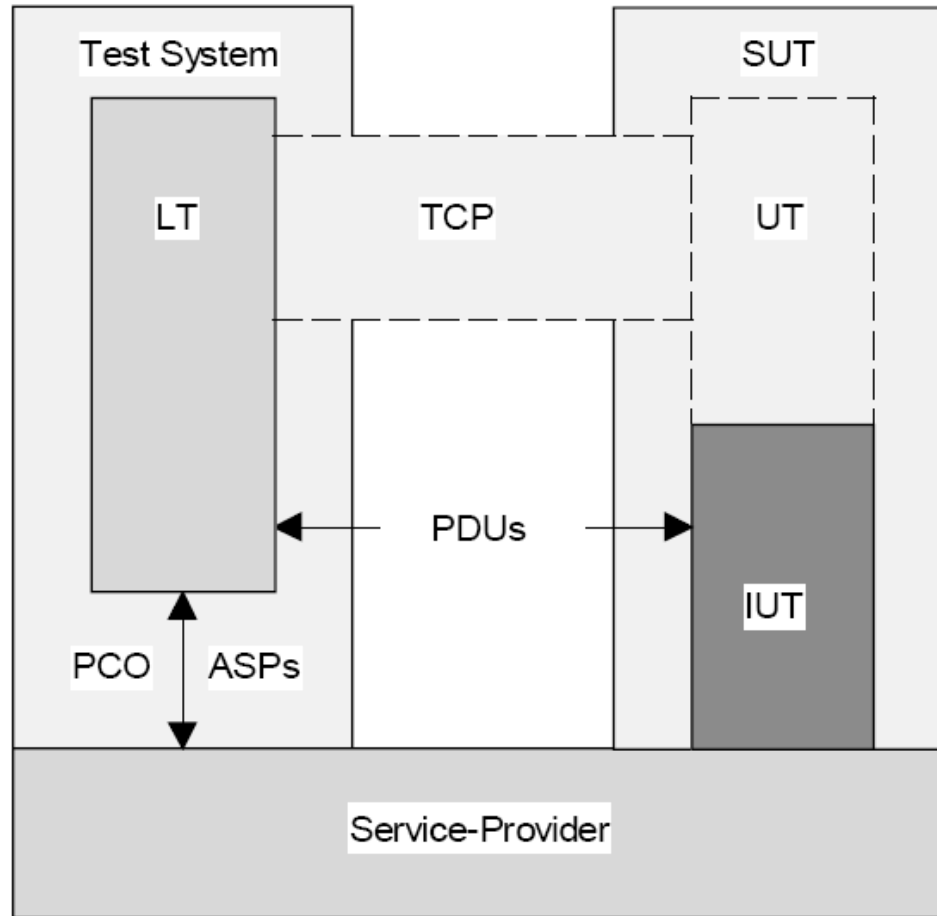 Test System
SUT
LT
TCP
UT
PDUs
IUT
PCO
ASPs
Service-Provider